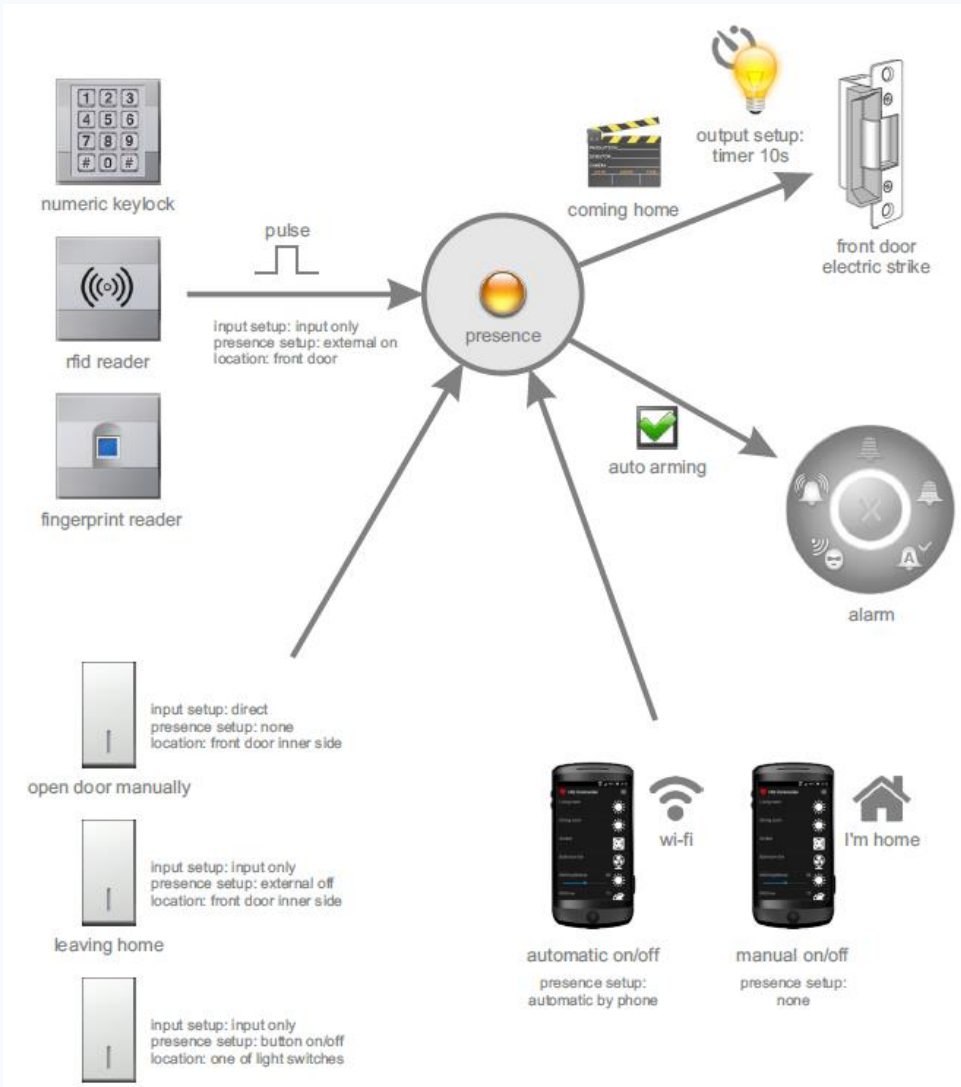 1 2 3
4 5 6
7 8 9
# 0 #
numeric keylock
rfid reader
fingerprint reader
pulse
input setup: input only
presence setup: external on
location: front door
presence
coming home
output setup:
timer 10s
front door
electric strike
auto arming
A
alarm
input setup: direct
presence setup: none
location: front door inner side
open door manually
input setup: input only
presence setup: external off
location: front door inner side
leaving home
input setup: input only
presence setup: button on/off
location: one of light switches
wi-fi
I'm home
automatic on/off
presence setup:
automatic by phone
manual on/off
presence setup:
none